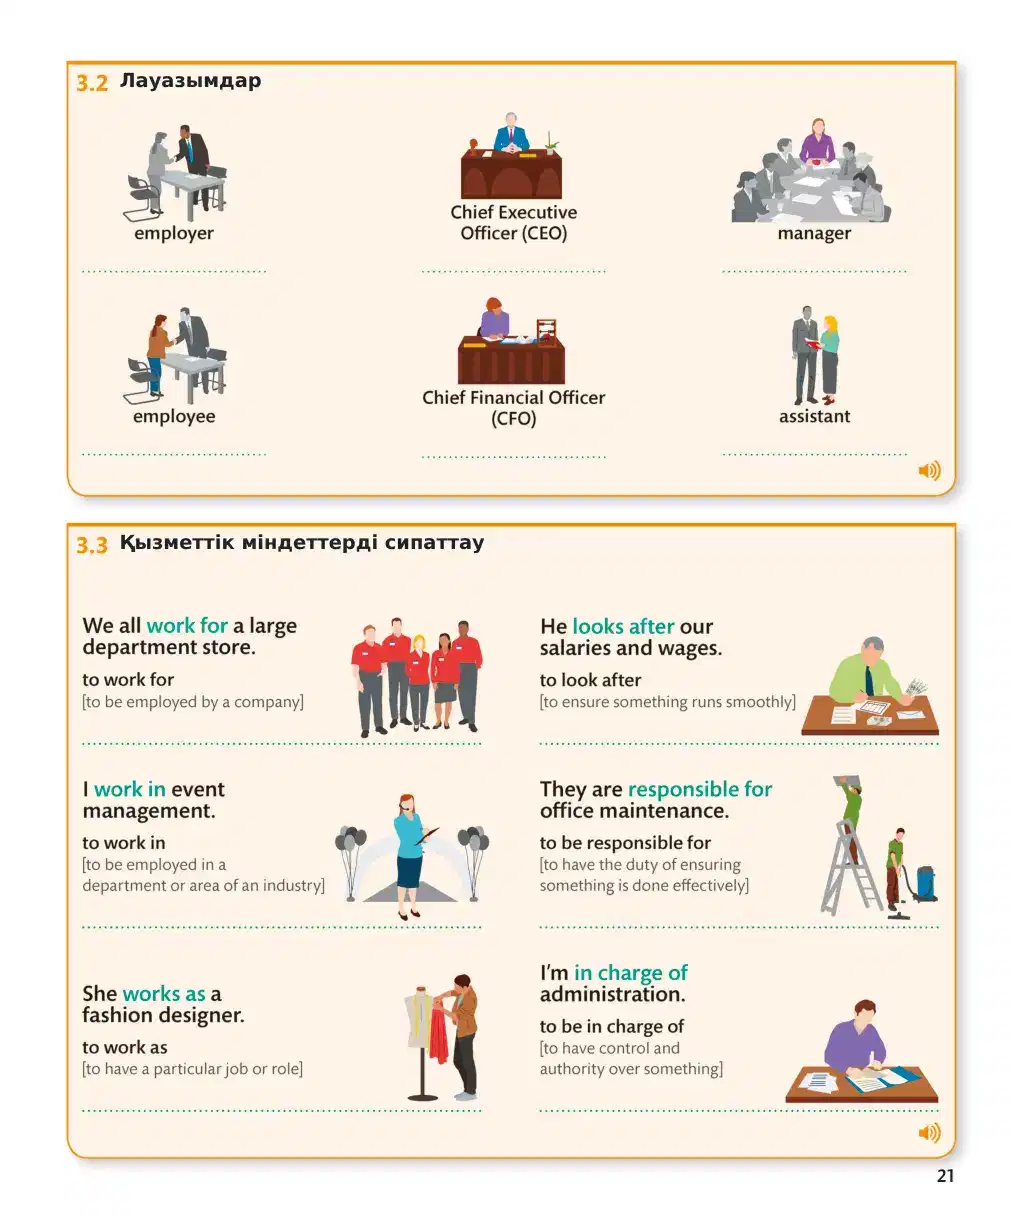 3.2 Лауазымдар
employer
Chief Executive
Officer (CEO)
manager
employee
Chief Financial Officer
(CFO)
assistant
3.3 Қызметтік міндеттерді сипаттау
We all work for a large
department store.
to work for
[to be employed by a company]
He looks after our
salaries and wages.
to look after
[to ensure something runs smoothly]
I work in event
management.
to work in
[to be employed in a
department or area of an industry]
They are responsible for
office maintenance.
to be responsible for
[to have the duty of ensuring
something is done effectively]
She works as a
fashion designer.
to work as
[to have a particular job or role]
I'm in charge of
administration.
to be in charge of
[to have control and
authority over something]
21